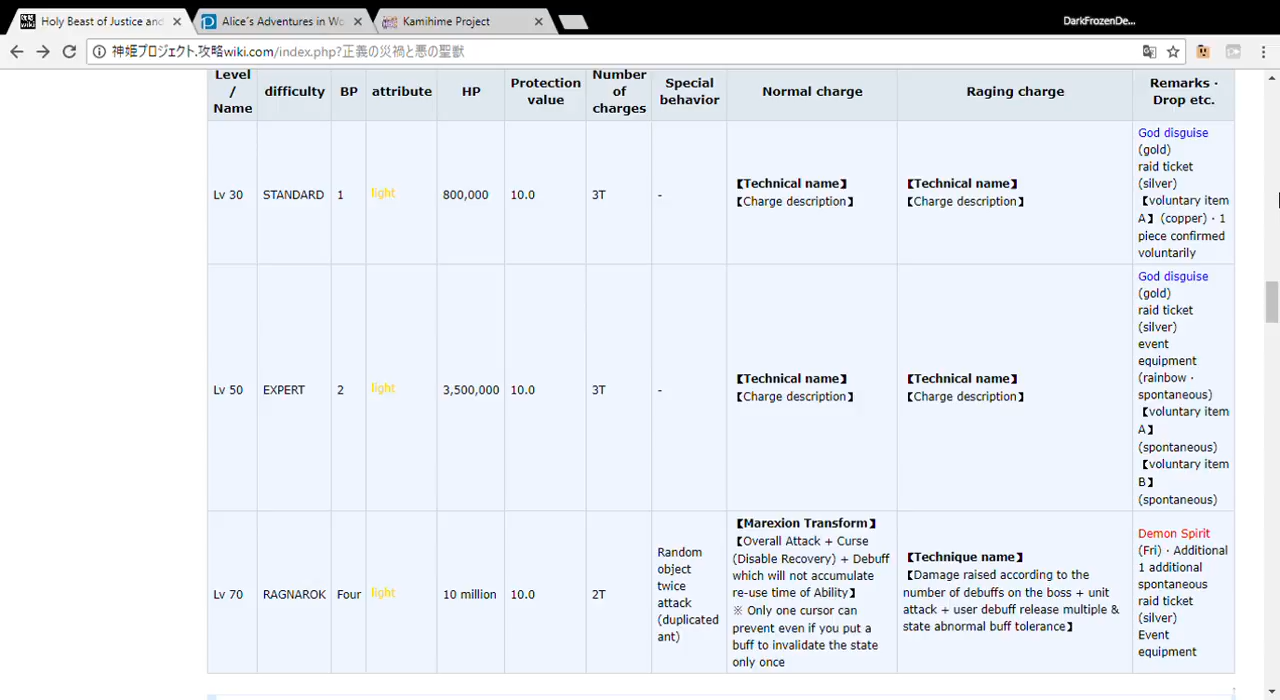 Holy Beast of Justice and
Alice's Adventures in Wo
Kamihime Project
DarkFrozenDe...
神姫プロジェクト.攻略wiki.com/index.php?正義の災禍と悪の聖獣
Level
/
Name
difficulty
BP
attribute
HP
Protection
value
Number
of
charges
Special
behavior
Normal charge
Raging charge
Remarks ·
Drop etc.
Lv 30
STANDARD
1
light
800,000
10.0
3T
-
【Technical name】
【Charge description】
【Technical name】
【Charge description】
God disguise
(gold)
raid ticket
(silver)
【voluntary item
A】 (copper) · 1
piece confirmed
voluntarily
Lv 50
EXPERT
2
light
3,500,000
10.0
3T
-
【Technical name】
【Charge description】
【Technical name】
【Charge description】
God disguise
(gold)
raid ticket
(silver)
event
equipment
(rainbow ·
spontaneous)
【voluntary item
A】
(spontaneous)
【voluntary item
B】
(spontaneous)
Lv 70
RAGNAROK
Four
light
10 million
10.0
2T
Random
object
twice
attack
(duplicated
ant)
【Marexion Transform】
【Overall Attack + Curse
(Disable Recovery) + Debuff
which will not accumulate
re-use time of Ability】
※ Only one cursor can
prevent even if you put a
buff to invalidate the state
only once
【Technique name】
【Damage raised according to the
number of debuffs on the boss + unit
attack + user debuff release multiple &
state abnormal buff tolerance】
Demon Spirit
(Fri) · Additional
1 additional
spontaneous
raid ticket
(silver)
Event
equipment